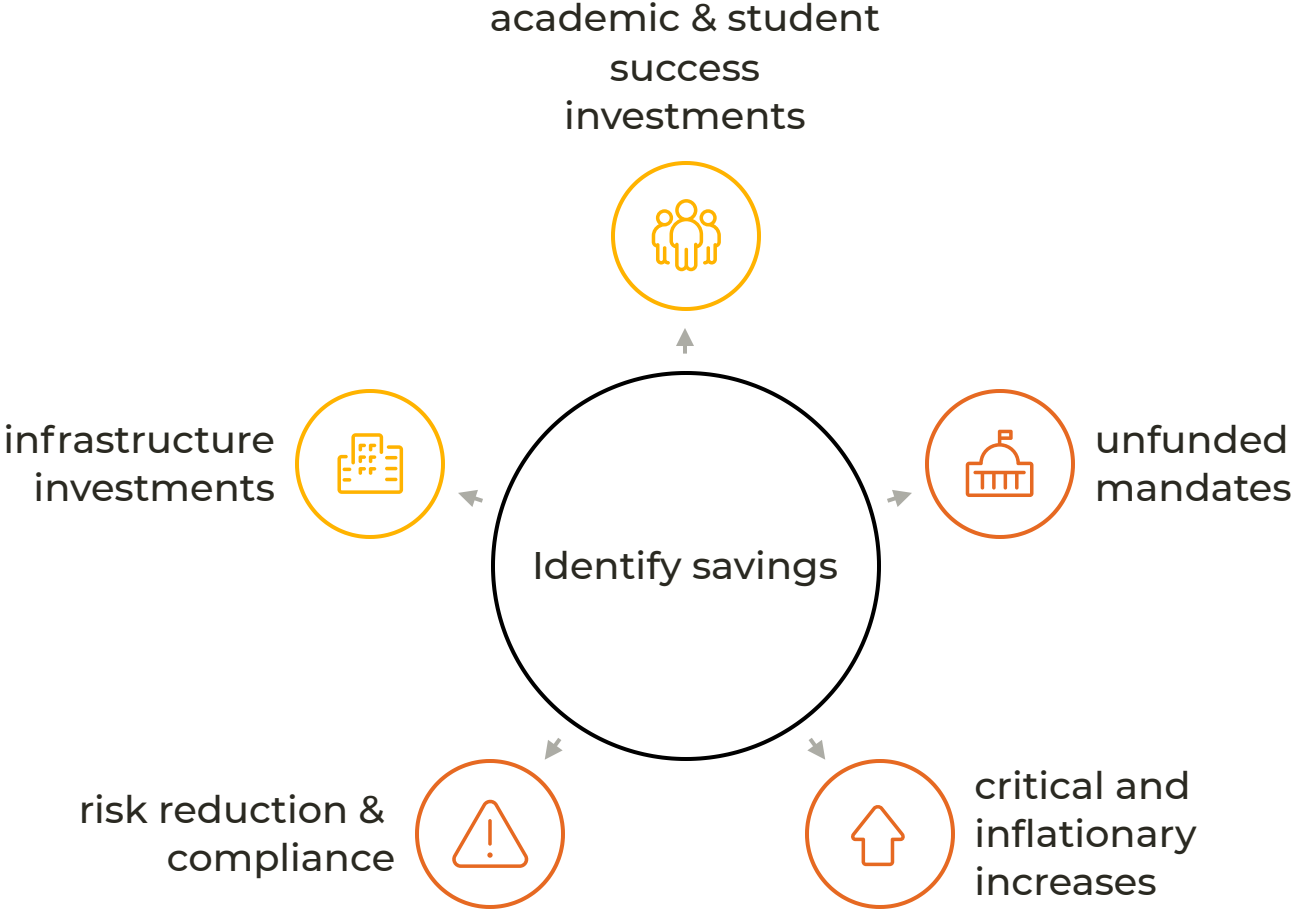 academic & student
success
investments
infrastructure
investments
unfunded
mandates
Identify savings
risk reduction &
compliance
critical and
inflationary
increases